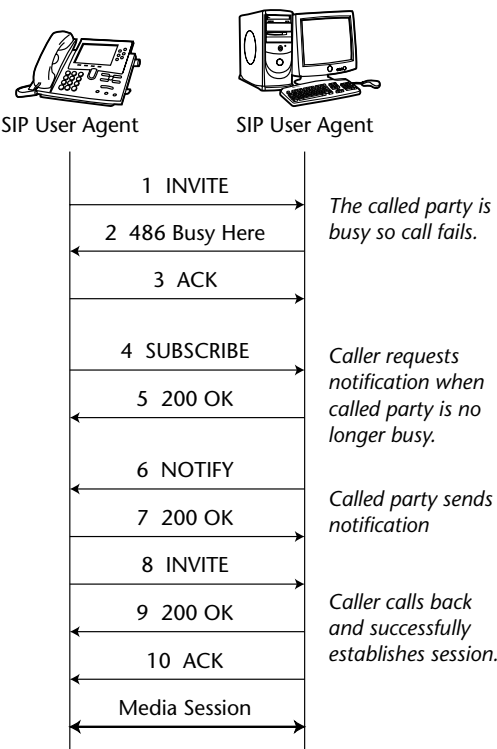 SIP User Agent
SIP User Agent
1 INVITE
The called party is
busy so call fails.
2 486 Busy Here
3 ACK
4 SUBSCRIBE
Caller requests
notification when
called party is no
longer busy.
5 200 OK
6 NOTIFY
Called party sends
notification
7 200 OK
8 INVITE
Caller calls back
and successfully
establishes session.
9 200 OK
10 ACK
Media Session